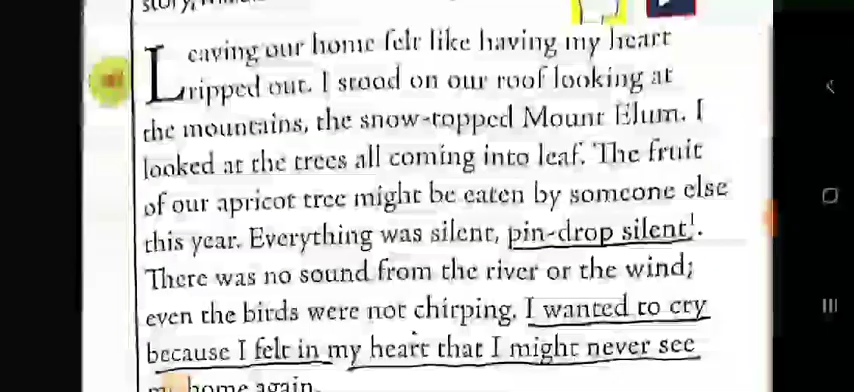 story,
Leaving our home felt like having my heart
ripped out. I stood on our roof looking at
the mountains, the snow-topped Mount Elum. I
looked at the trees all coming into leaf. The fruit
of our apricot tree might be eaten by someone else
this year. Everything was silent, pin-drop silent¹.
There was no sound from the river or the wind;
even the birds were not chirping. I wanted to cry
because I felt in my heart that I might never see
my home again.